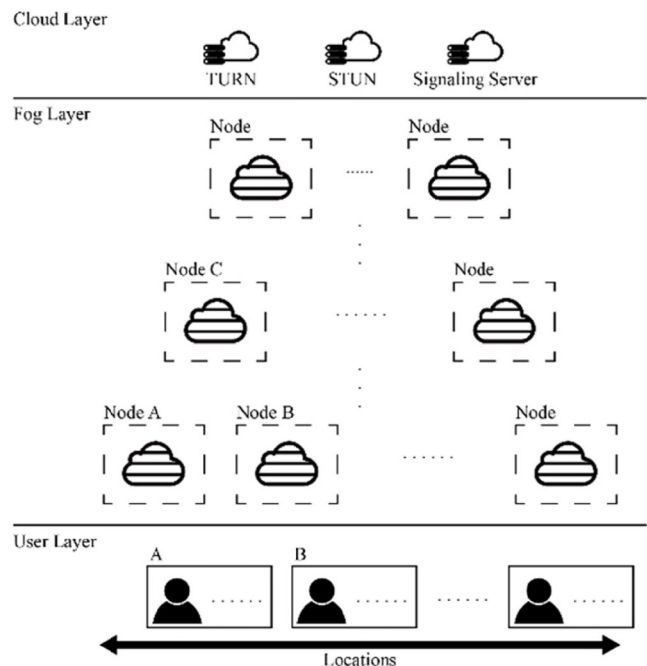 Cloud Layer
TURN
STUN
Signaling Server
Fog Layer
Node
Node
Node C
Node
Node A
Node B
Node
User Layer
A
B
Locations